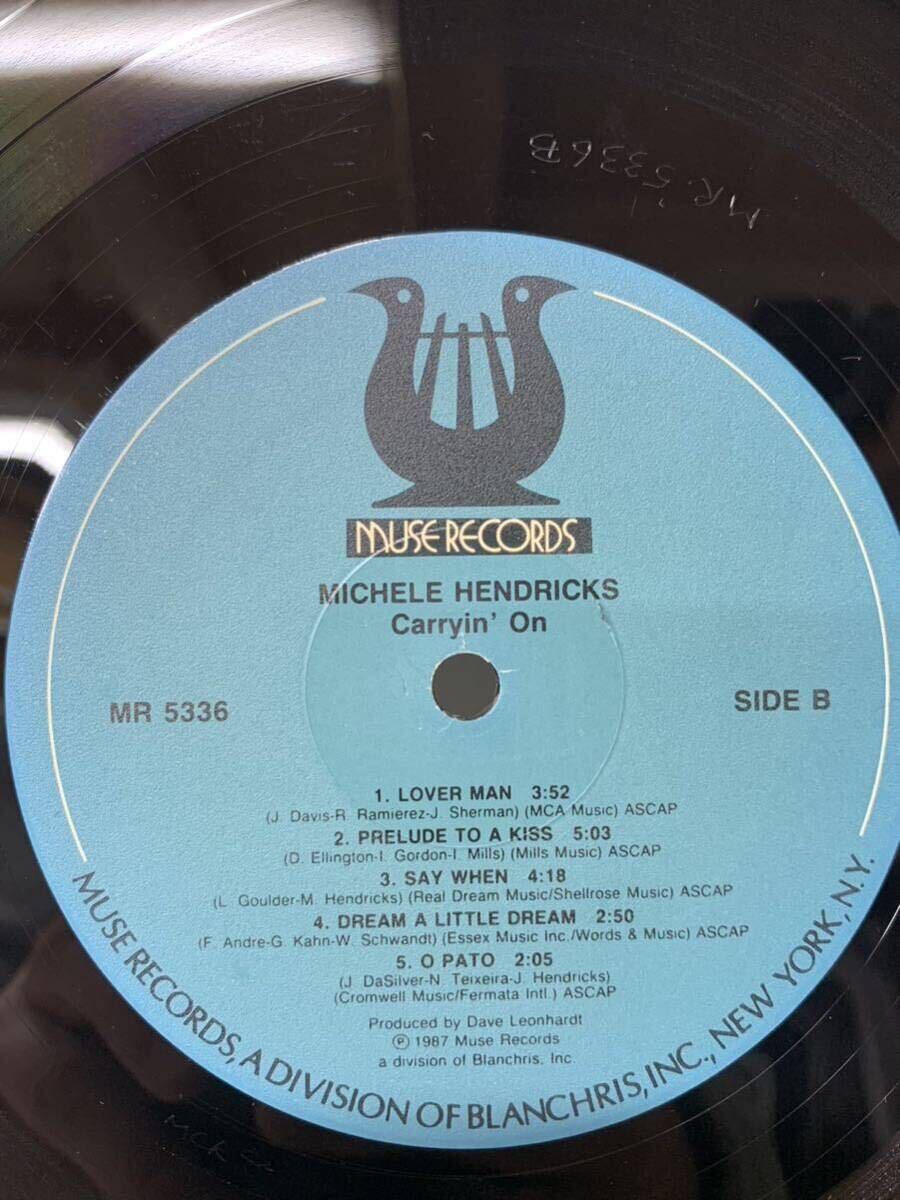 MR.5336B
MUSE RECORDS
MICHELE HENDRICKS
Carryin' On
MR 5336
SIDE B
1. LOVER MAN 3:52
(J. Davis-R. Ramierez-J. Sherman) (MCA Music) ASCAP
2. PRELUDE TO A KISS 5:03
(D. Ellington-I. Gordon-I. Mills) (Mills Music) ASCAP
3. SAY WHEN 4:18
(L. Goulder-M. Hendricks) (Real Dream Music/Shellrose Music) ASCAP
4. DREAM A LITTLE DREAM 2:50
(F. Andre-G. Kahn-W. Schwandt) (Essex Music Inc./Words & Music) ASCAP
5. O PATO 2:05
(J. DaSilver-N. Teixeira-J. Hendricks)
(Cromwell Music/Fermata Intl.) ASCAP
Produced by Dave Leonhardt
℗ 1987 Muse Records
a division of Blanchris, Inc.
MUSE RECORDS, A DIVISION OF BLANCHRIS, INC., NEW YORK, N.Y.